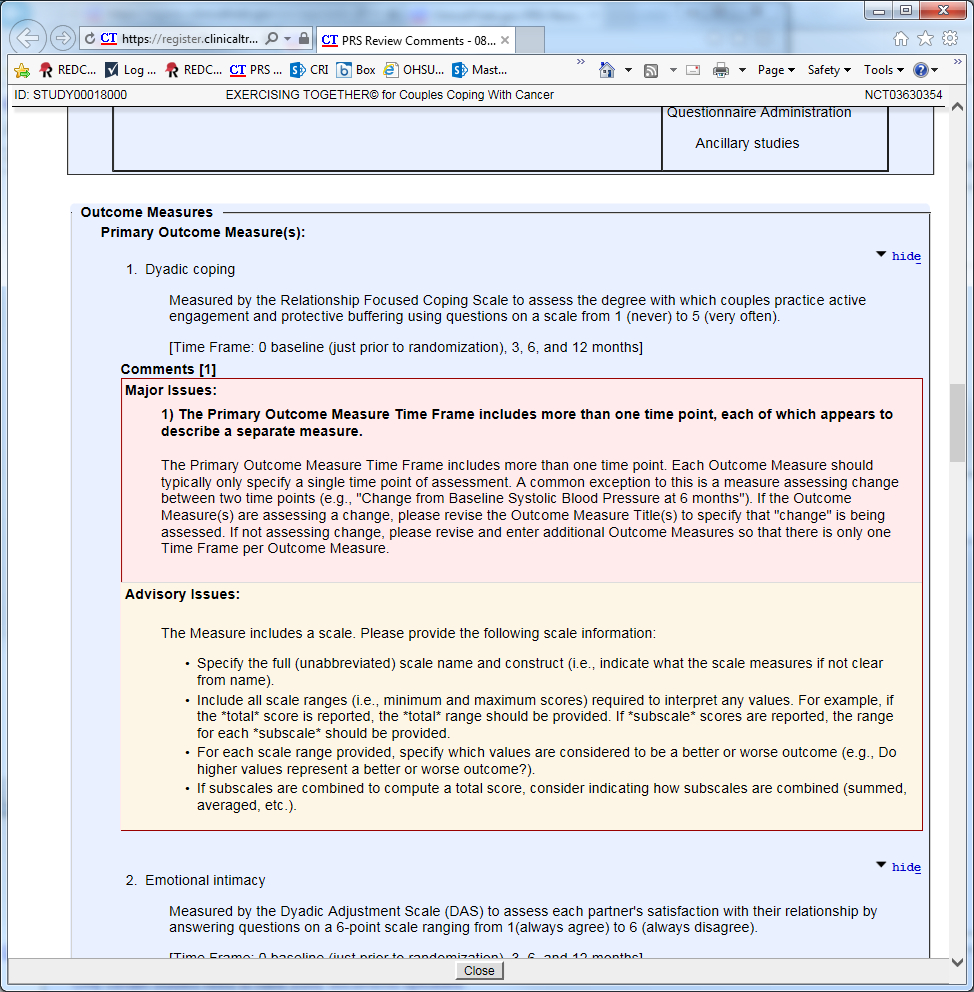 CT https://register.clinicaltr...
CT PRS Review Comments - 08...
REDC... Log ... REDC... CT PRS ... CRI Box OHSU... Mast... Page Safety Tools
ID: STUDY00018000 EXERCISING TOGETHER© for Couples Coping With Cancer NCT03630354
Questionnaire Administration
Ancillary studies
Outcome Measures
Primary Outcome Measure(s):
hide
1. Dyadic coping
Measured by the Relationship Focused Coping Scale to assess the degree with which couples practice active
engagement and protective buffering using questions on a scale from 1 (never) to 5 (very often).
[Time Frame: 0 baseline (just prior to randomization), 3, 6, and 12 months]
Comments [1]
Major Issues:
1) The Primary Outcome Measure Time Frame includes more than one time point, each of which appears to
describe a separate measure.
The Primary Outcome Measure Time Frame includes more than one time point. Each Outcome Measure should
typically only specify a single time point of assessment. A common exception to this is a measure assessing change
between two time points (e.g., "Change from Baseline Systolic Blood Pressure at 6 months"). If the Outcome
Measure(s) are assessing a change, please revise the Outcome Measure Title(s) to specify that "change" is being
assessed. If not assessing change, please revise and enter additional Outcome Measures so that there is only one
Time Frame per Outcome Measure.
Advisory Issues:
The Measure includes a scale. Please provide the following scale information:
• Specify the full (unabbreviated) scale name and construct (i.e., indicate what the scale measures if not clear
from name).
• Include all scale ranges (i.e., minimum and maximum scores) required to interpret any values. For example, if
the *total* score is reported, the *total* range should be provided. If *subscale* scores are reported, the range
for each *subscale* should be provided.
• For each scale range provided, specify which values are considered to be a better or worse outcome (e.g., Do
higher values represent a better or worse outcome?).
• If subscales are combined to compute a total score, consider indicating how subscales are combined (summed,
averaged, etc.).
hide
2. Emotional intimacy
Measured by the Dyadic Adjustment Scale (DAS) to assess each partner's satisfaction with their relationship by
answering questions on a 6-point scale ranging from 1(always agree) to 6 (always disagree).
[Time Frame: 0 baseline (just prior to randomization), 3, 6, and 12 months]
Close